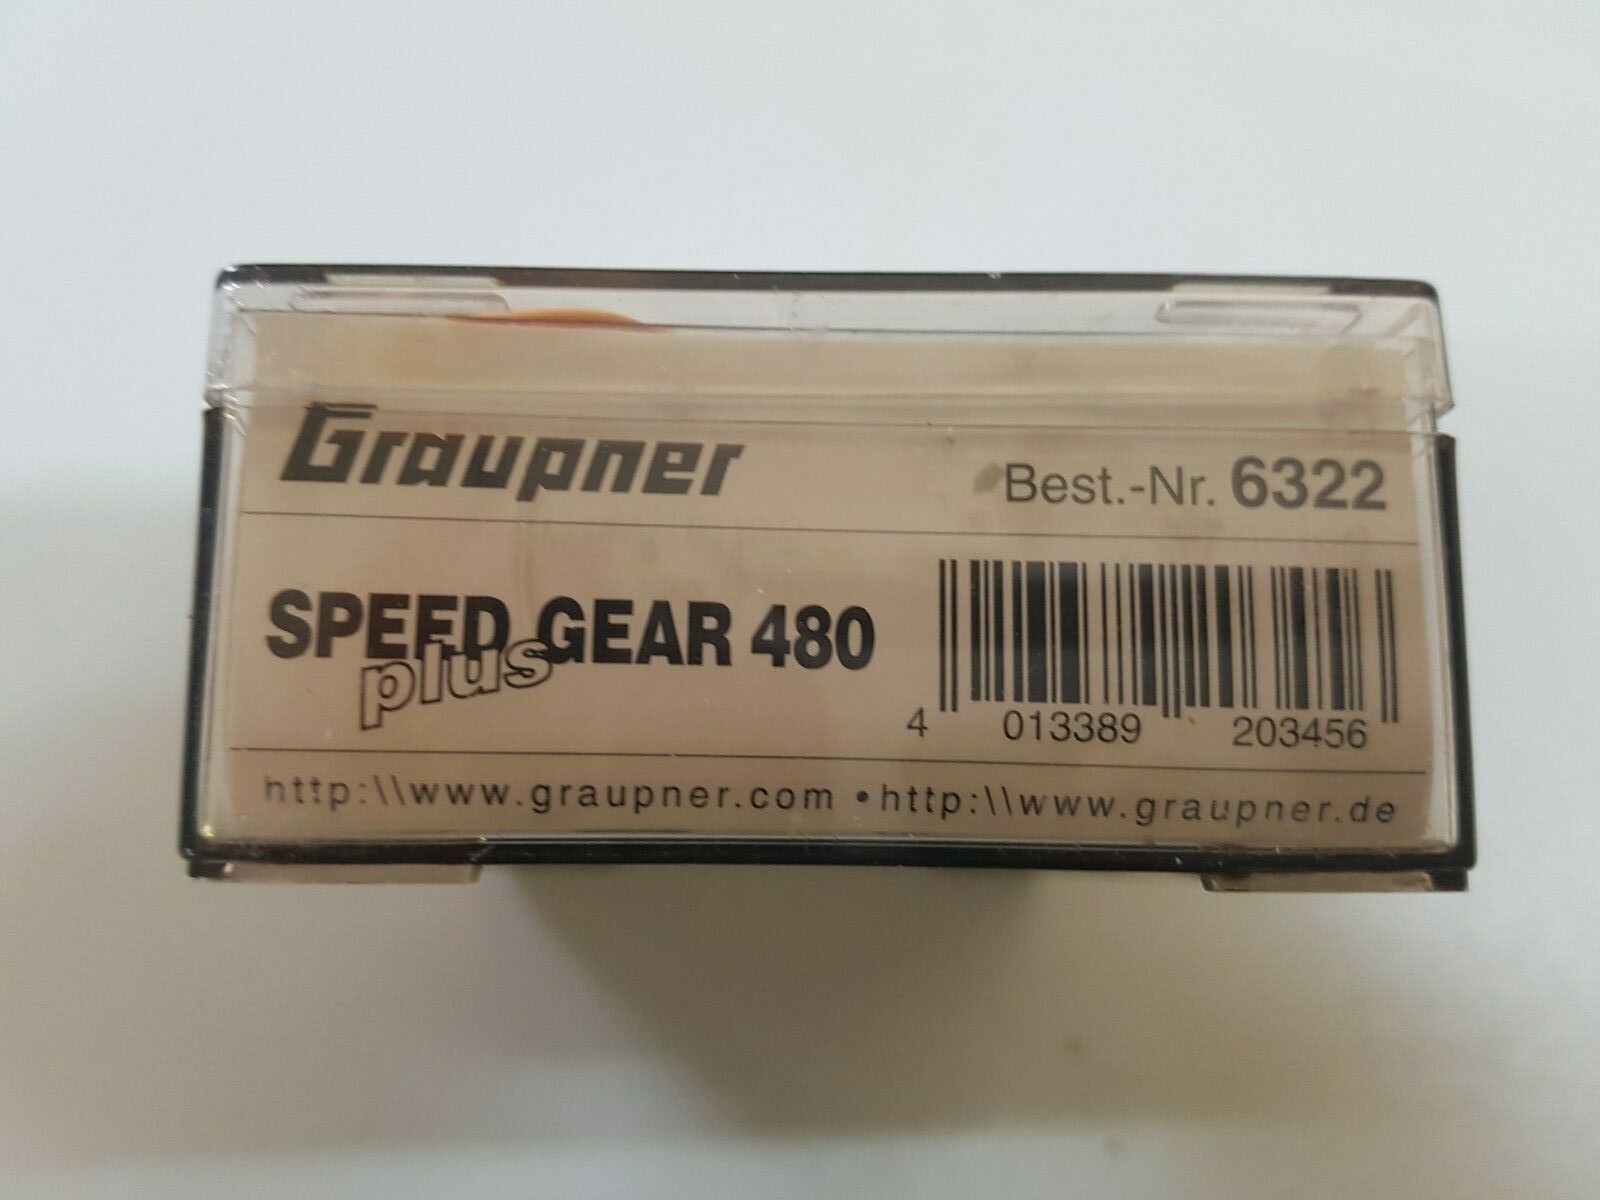 Graupner
Best.-Nr. 6322
SPEED GEAR 480
plus
4 013389 203456
http:\\www.graupner.com • http:\\www.graupner.de